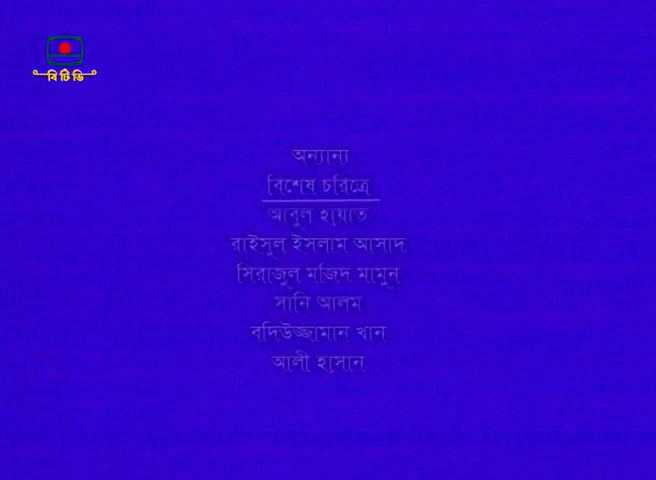 বি টি ভি
অন্যান্য
বিশেষ চরিত্রে
আবুল হায়াত
রাইসুল ইসলাম আসাদ
সিরাজুল মজিদ মামুন
সানি আলম
বদিউজ্জামান খান
আলী হাসান